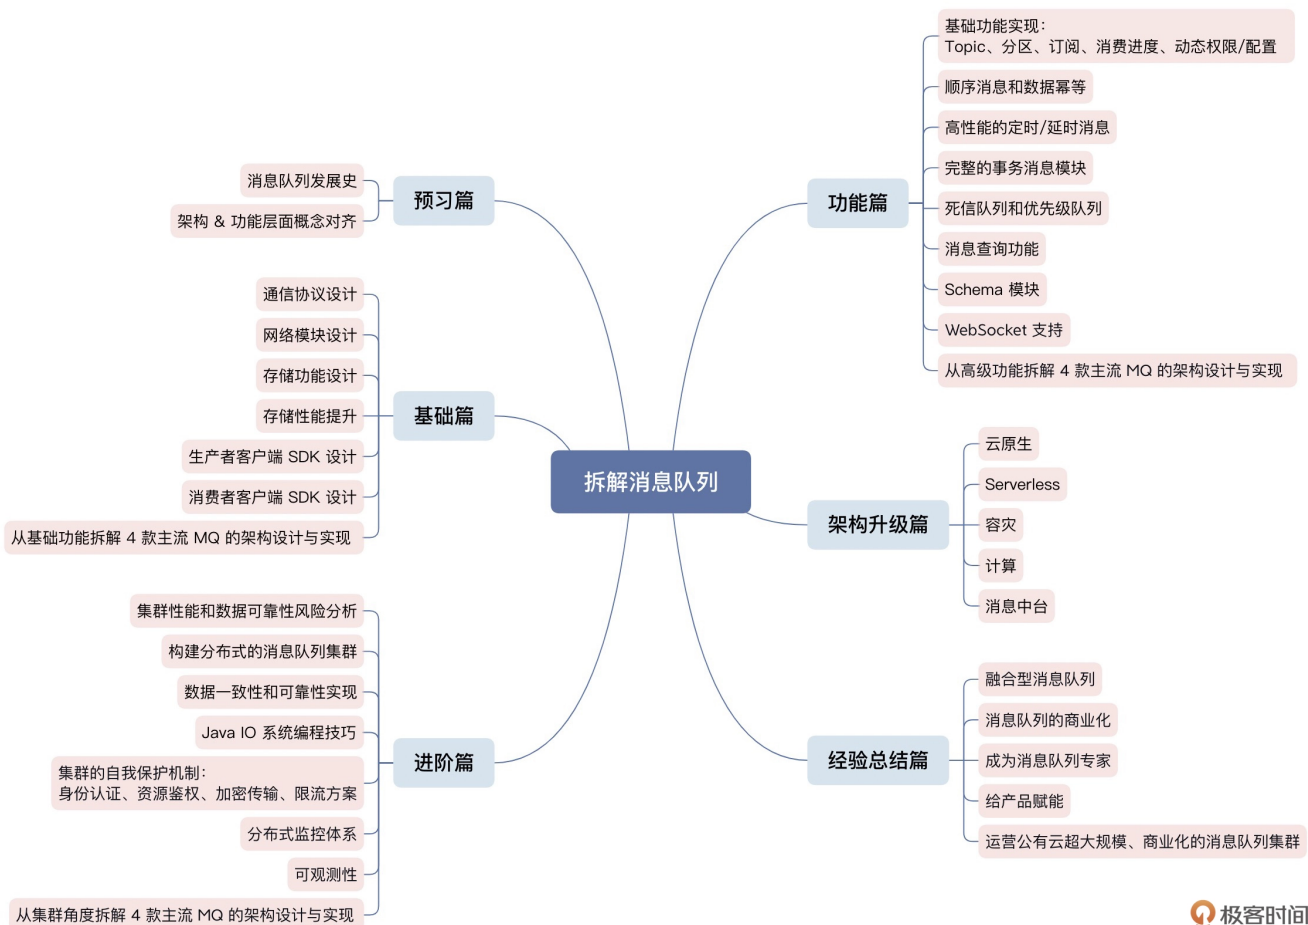 拆解消息队列
预习篇
消息队列发展史
架构 & 功能层面概念对齐
基础篇
通信协议设计
网络模块设计
存储功能设计
存储性能提升
生产者客户端 SDK 设计
消费者客户端 SDK 设计
从基础功能拆解 4 款主流 MQ 的架构设计与实现
进阶篇
集群性能和数据可靠性风险分析
构建分布式的消息队列集群
数据一致性和可靠性实现
Java IO 系统编程技巧
集群的自我保护机制：
身份认证、资源鉴权、加密传输、限流方案
分布式监控体系
可观测性
从集群角度拆解 4 款主流 MQ 的架构设计与实现
功能篇
基础功能实现：
Topic、分区、订阅、消费进度、动态权限/配置
顺序消息和数据幂等
高性能的定时/延时消息
完整的事务消息模块
死信队列和优先级队列
消息查询功能
Schema 模块
WebSocket 支持
从高级功能拆解 4 款主流 MQ 的架构设计与实现
架构升级篇
云原生
Serverless
容灾
计算
消息中台
经验总结篇
融合型消息队列
消息队列的商业化
成为消息队列专家
给产品赋能
运营公有云超大规模、商业化的消息队列集群
极客时间